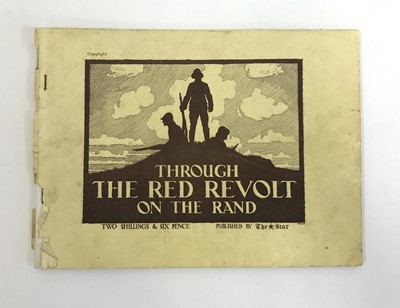 Copyright
THROUGH
THE RED REVOLT
ON THE RAND
TWO SHILLINGS & SIX PENCE PUBLISHED BY The Star